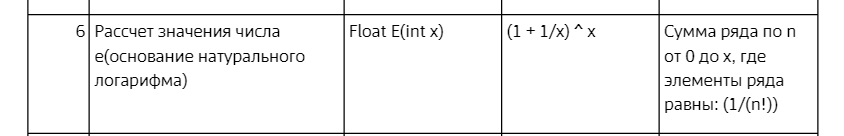 6 Рассчет значения числа
е(основание натурального
логарифма)
Float E(int x)
(1 + 1/x) ^ x
Сумма ряда по n
от 0 до x, где
элементы ряда
равны: (1/(n!))